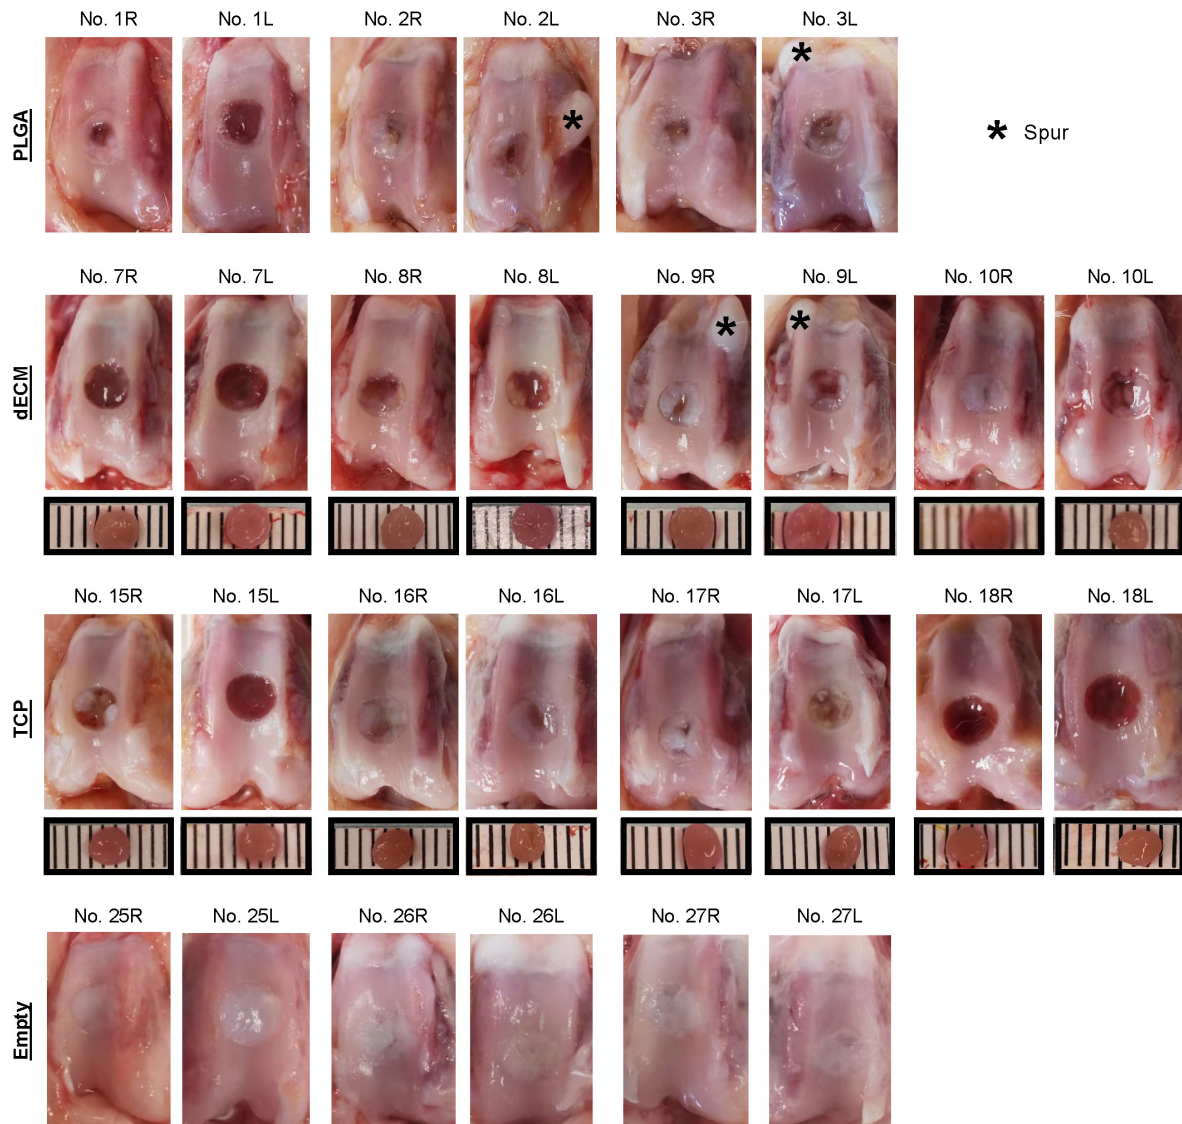 No. 1R No. 1L No. 2R No. 2L No. 3R No. 3L
PLGA
* * * Spur
No. 7R No. 7L No. 8R No. 8L No. 9R No. 9L No. 10R No. 10L
dECM
* *
No. 15R No. 15L No. 16R No. 16L No. 17R No. 17L No. 18R No. 18L
TCP
No. 25R No. 25L No. 26R No. 26L No. 27R No. 27L
Empty